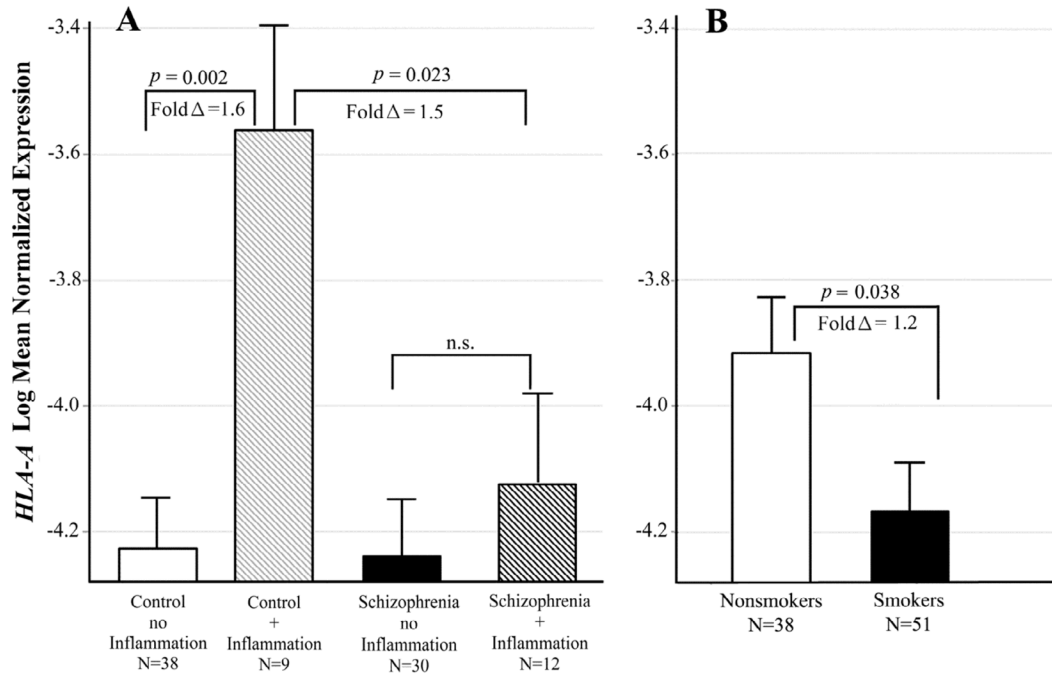 A
B
HLA-A Log Mean Normalized Expression
-3.4
-3.6
-3.8
-4.0
-4.2
p = 0.002
Fold Δ =1.6
p = 0.023
Fold Δ = 1.5
n.s.
Control
no
Inflammation
N=38
Control
+
Inflammation
N=9
Schizophrenia
no
Inflammation
N=30
Schizophrenia
+
Inflammation
N=12
-3.4
-3.6
-3.8
-4.0
-4.2
p = 0.038
Fold Δ = 1.2
Nonsmokers
N=38
Smokers
N=51